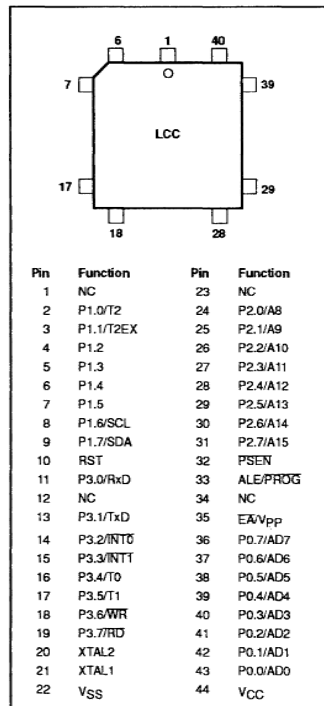 6 1 40
7 39
LCC
17 29
18 28
Pin Function Pin Function
1 NC 23 NC
2 P1.0/T2 24 P2.0/A8
3 P1.1/T2EX 25 P2.1/A9
4 P1.2 26 P2.2/A10
5 P1.3 27 P2.3/A11
6 P1.4 28 P2.4/A12
7 P1.5 29 P2.5/A13
8 P1.6/SCL 30 P2.6/A14
9 P1.7/SDA 31 P2.7/A15
10 RST 32 PSEN
11 P3.0/RxD 33 ALE/PROG
12 NC 34 NC
13 P3.1/TxD 35 EA/VPP
14 P3.2/INT0 36 P0.7/AD7
15 P3.3/INT1 37 P0.6/AD6
16 P3.4/T0 38 P0.5/AD5
17 P3.5/T1 39 P0.4/AD4
18 P3.6/WR 40 P0.3/AD3
19 P3.7/RD 41 P0.2/AD2
20 XTAL2 42 P0.1/AD1
21 XTAL1 43 P0.0/AD0
22 VSS 44 VCC